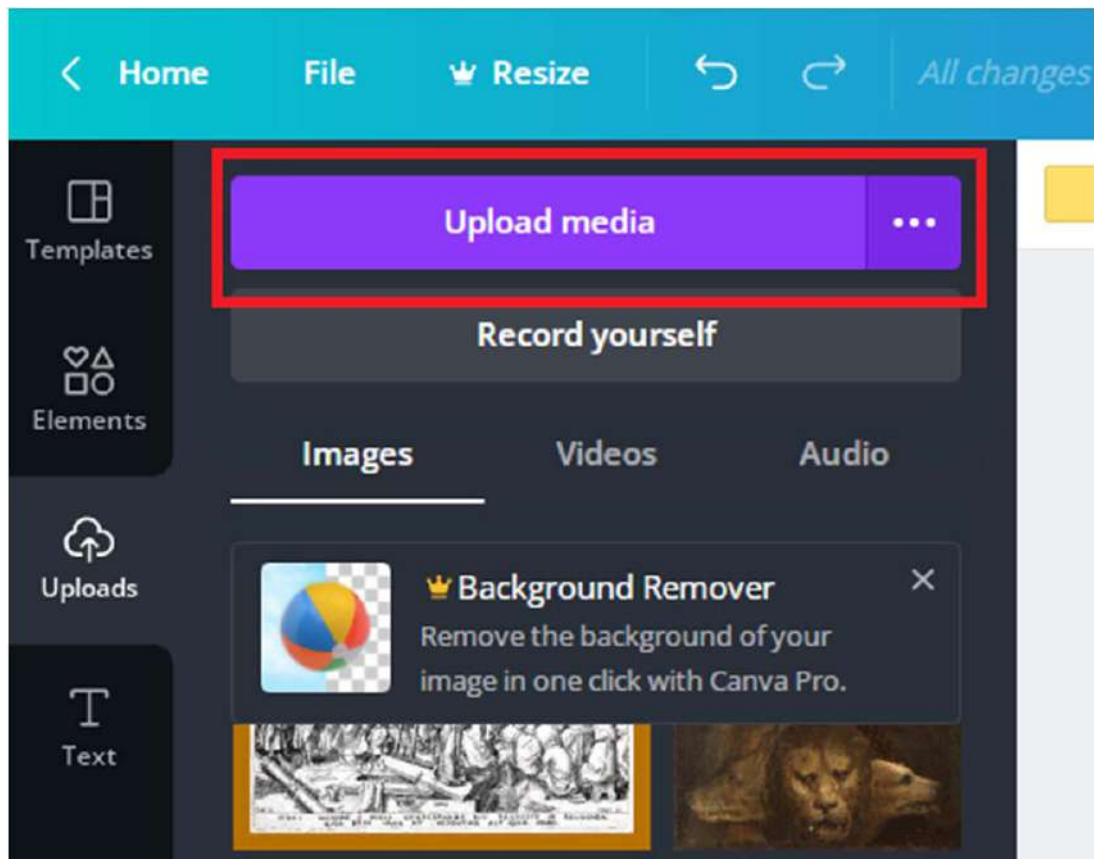 Home File Resize All changes
Upload media
Templates
Record yourself
Elements
Images Videos Audio
Uploads
Background Remover
Remove the background of your
image in one click with Canva Pro.
Text